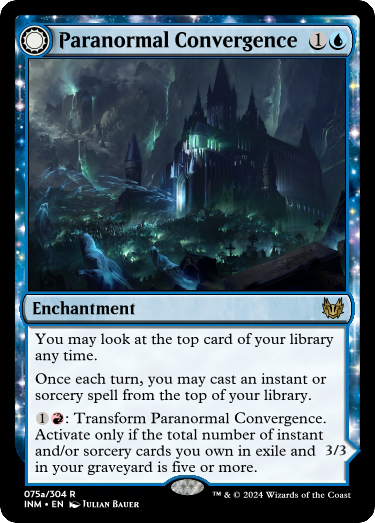 Paranormal Convergence 1
Enchantment
You may look at the top card of your library
any time.
Once each turn, you may cast an instant or
sorcery spell from the top of your library.
1 : Transform Paranormal Convergence.
Activate only if the total number of instant
and/or sorcery cards you own in exile and
in your graveyard is five or more.
3/3
075a/304 R
INM • EN JULIAN BAUER
™ & © 2024 Wizards of the Coast